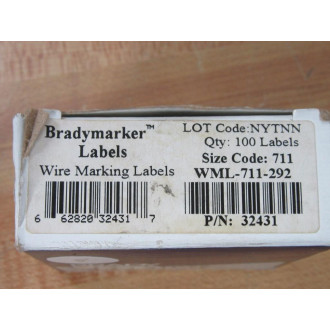 Bradymarker™
Labels
Wire Marking Labels
6 62820 32431 7
LOT Code:NYTNN
Qty: 100 Labels
Size Code: 711
WML-711-292
P/N: 32431